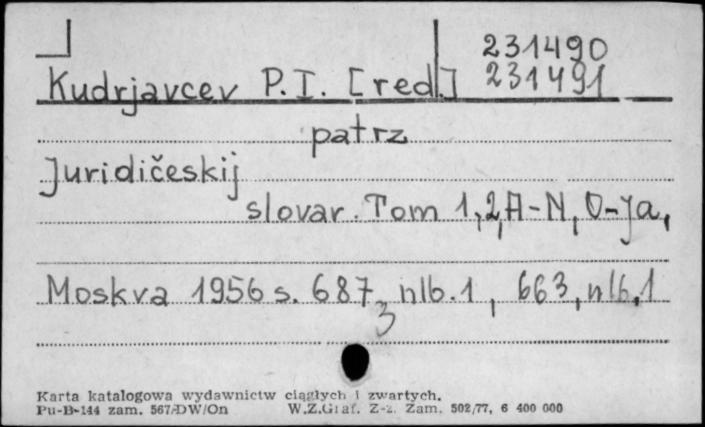 231490
Kudrjavcev P.I. [red.] 231491
patrz
Juridičeskij
slovar. Tom 1,2, A-N, O-Ja,
Moskva 1956 s. 687, nlb.1, 663, nlb.1
3
Karta katalogowa wydawnictw ciągłych i zwartych.
Pu-B-144 zam. 567/DW/On W.Z.Graf. Z-z. Zam. 502/77, 6 400 000